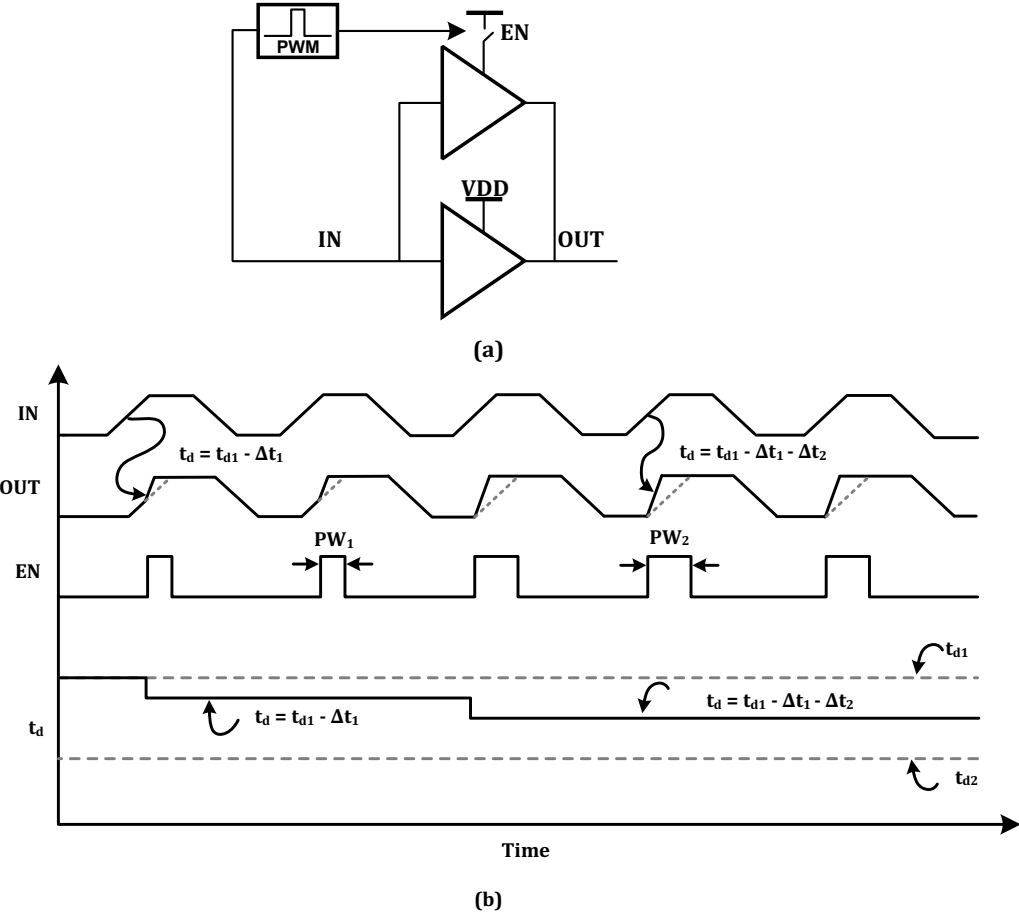 EN
PWM
VDD
IN
OUT
(a)
IN
t_d = t_d1 - Δt_1
t_d = t_d1 - Δt_1 - Δt_2
OUT
PW_1
PW_2
EN
t_d1
t_d = t_d1 - Δt_1
t_d = t_d1 - Δt_1 - Δt_2
t_d
t_d2
Time
(b)